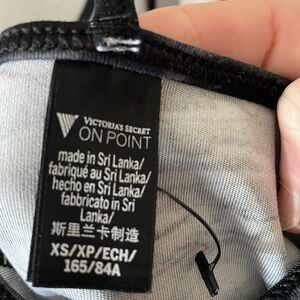 VICTORIA'S SECRET
ON POINT
made in Sri Lanka/
fabriqué au Sri Lanka/
hecho en Sri Lanka/
fabbricato in Sri
Lanka/
斯里兰卡制造
XS/XP/ECH/
165/84A